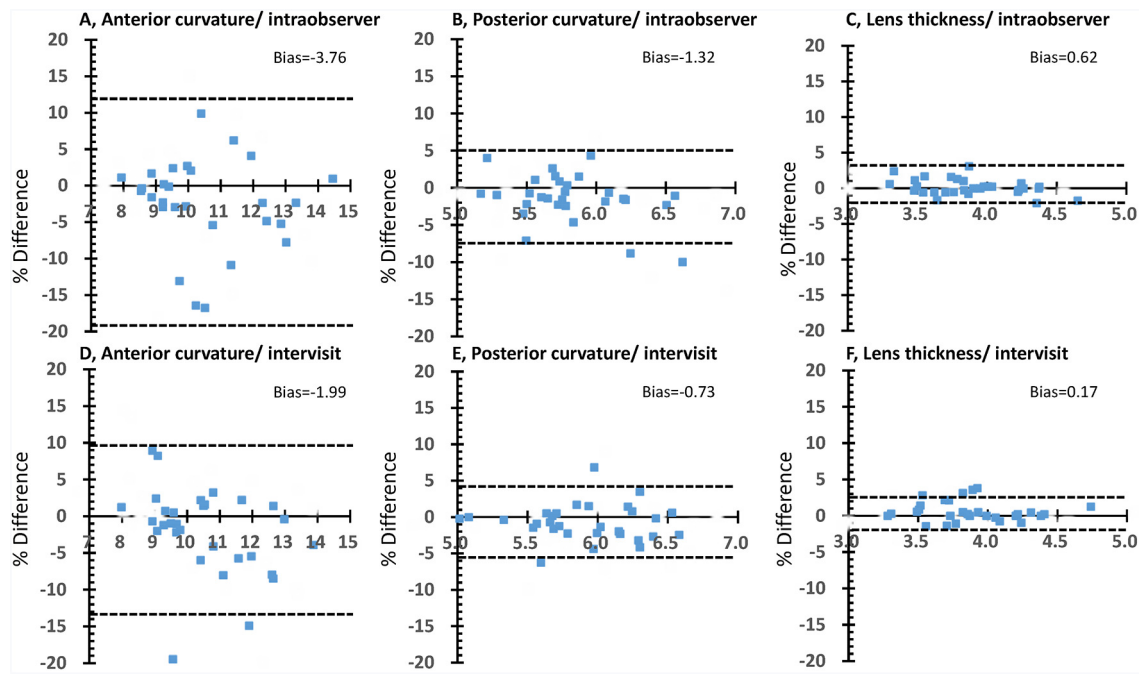 A, Anterior curvature/ intraobserver
Bias=-3.76
20
15
10
5
0
-5
-10
-15
-20
7 8 9 10 11 12 13 14 15
% Difference
B, Posterior curvature/ intraobserver
Bias=-1.32
20
15
10
5
0
-5
-10
-15
-20
5.0 5.5 6.0 6.5 7.0
% Difference
C, Lens thickness/ intraobserver
Bias=0.62
20
15
10
5
0
-5
-10
-15
-20
3.0 3.5 4.0 4.5 5.0
% Difference
D, Anterior curvature/ intervisit
Bias=-1.99
20
15
10
5
0
-5
-10
-15
-20
7 8 9 10 11 12 13 14 15
% Difference
E, Posterior curvature/ intervisit
Bias=-0.73
20
15
10
5
0
-5
-10
-15
-20
5.0 5.5 6.0 6.5 7.0
% Difference
F, Lens thickness/ intervisit
Bias=0.17
20
15
10
5
0
-5
-10
-15
-20
3.0 3.5 4.0 4.5 5.0
% Difference